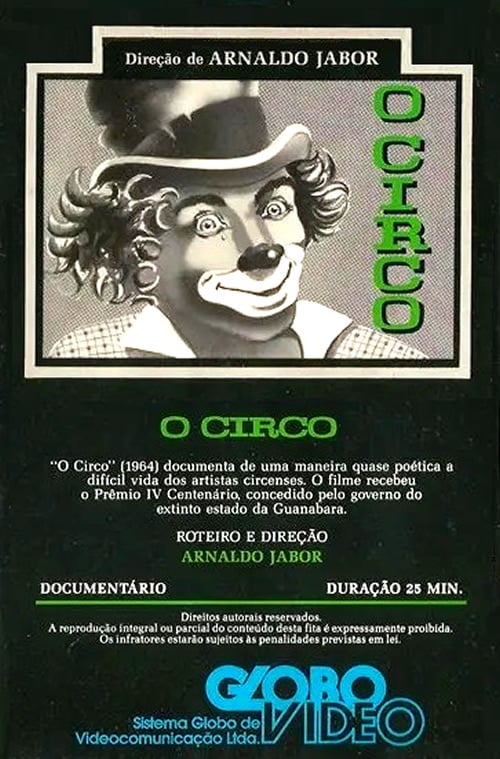 Direção de ARNALDO JABOR
O CIRCO
O CIRCO
"O Circo" (1964) documenta de uma maneira quase poética a
difícil vida dos artistas circenses. O filme recebeu
o Prêmio IV Centenário, concedido pelo governo do
extinto estado da Guanabara.
ROTEIRO E DIREÇÃO
ARNALDO JABOR
DOCUMENTÁRIO DURAÇÃO 25 MIN.
Direitos autorais reservados.
A reprodução integral ou parcial do conteúdo desta fita é expressamente proibida.
Os infratores estarão sujeitos às penalidades previstas em lei.
GLOBO
VIDEO
Sistema Globo de
Videocomunicação Ltda.